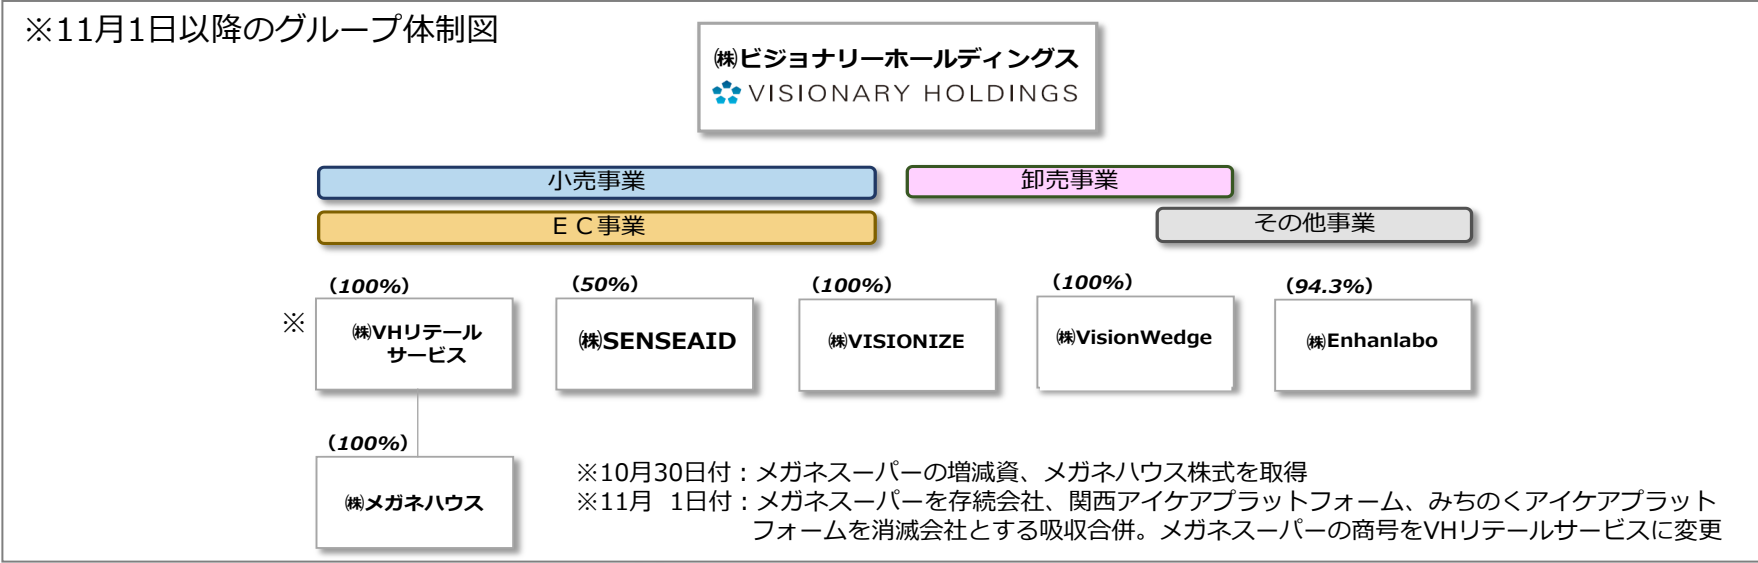 ※11月1日以降のグループ体制図
㈱ビジョナリーホールディングス
VISIONARY HOLDINGS
小売事業
卸売事業
ＥＣ事業
その他事業
（100%）
（50%）
（100%）
（100%）
（94.3%）
※
㈱VHリテール
サービス
㈱SENSEAID
㈱VISIONIZE
㈱VisionWedge
㈱Enhanlabo
（100%）
㈱メガネハウス
※10月30日付：メガネスーパーの増減資、メガネハウス株式を取得
※11月 1日付：メガネスーパーを存続会社、関西アイケアプラットフォーム、みちのくアイケアプラット
フォームを消滅会社とする吸収合併。メガネスーパーの商号をVHリテールサービスに変更